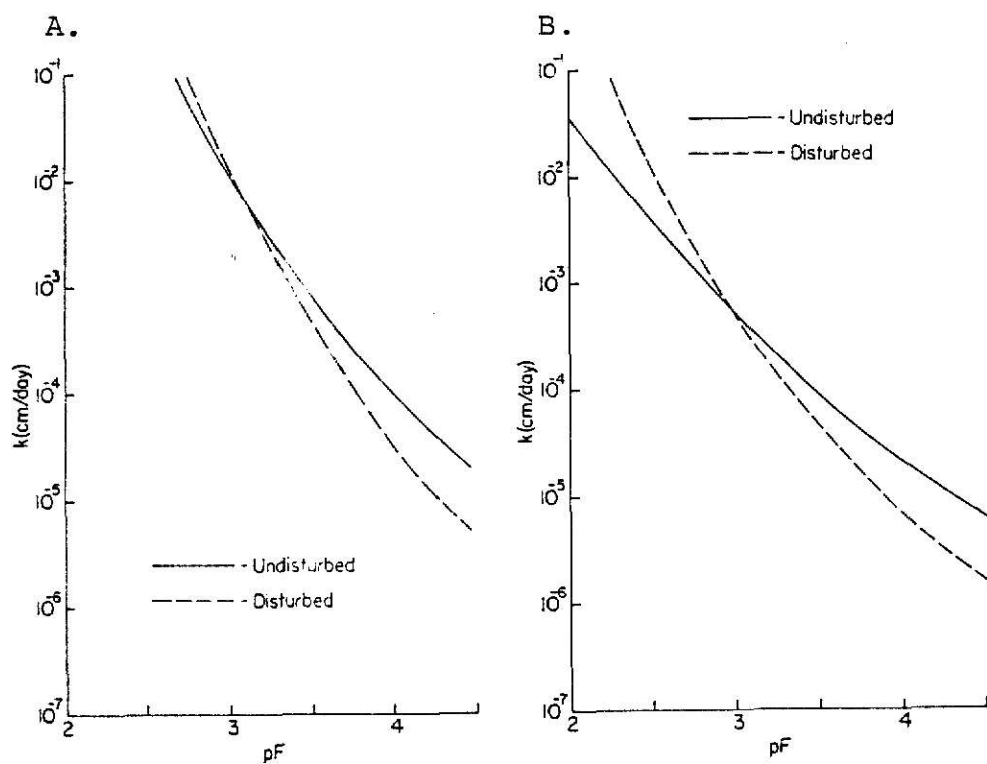 A.
10⁻¹
10⁻²
10⁻³
10⁻⁴
10⁻⁵
10⁻⁶
10⁻⁷
k(cm/day)
Undisturbed
Disturbed
2 3 4
pF
B.
10⁻¹
10⁻²
10⁻³
10⁻⁴
10⁻⁵
10⁻⁶
10⁻⁷
k(cm/day)
Undisturbed
Disturbed
2 3 4
pF